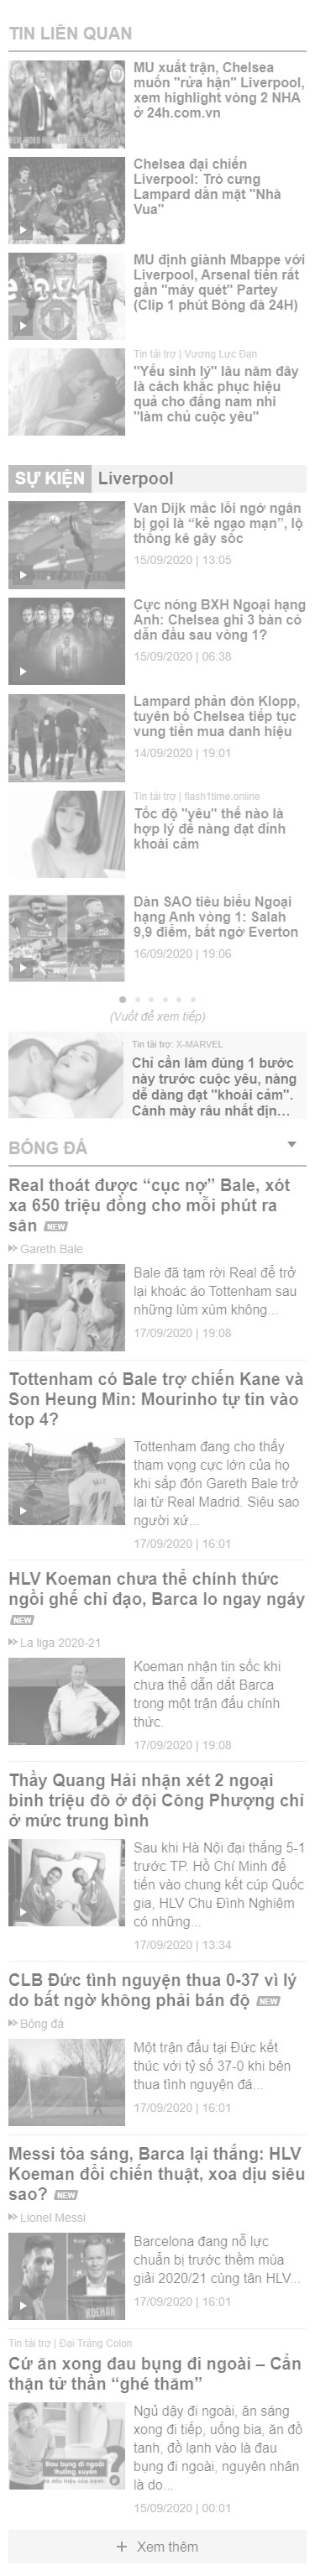 TIN LIÊN QUAN
MU xuất trận, Chelsea
muốn "rửa hận" Liverpool,
xem highlight vòng 2 NHA
ở 24h.com.vn
Chelsea đại chiến
Liverpool: Trò cưng
Lampard dằn mặt "Nhà
Vua"
MU định giành Mbappe với
Liverpool, Arsenal tiến rất
gần "máy quét" Partey
(Clip 1 phút Bóng đá 24H)
Tin tài trợ | Vương Lực Đan
"Yếu sinh lý" lâu năm đây
là cách khắc phục hiệu
quả cho đấng nam nhi
"làm chủ cuộc yêu"
SỰ KIỆN Liverpool
Van Dijk mắc lỗi ngớ ngẩn
bị gọi là “kẻ ngạo mạn”, lộ
thống kê gây sốc
15/09/2020 | 13:05
Cực nóng BXH Ngoại hạng
Anh: Chelsea ghi 3 bàn có
dẫn đầu sau vòng 1?
15/09/2020 | 06:38
Lampard phản đòn Klopp,
tuyên bố Chelsea tiếp tục
vung tiền mua danh hiệu
14/09/2020 | 19:01
Tin tài trợ | flash1time.online
Tốc độ "yêu" thế nào là
hợp lý để nàng đạt đỉnh
khoái cảm
Dàn SAO tiêu biểu Ngoại
hạng Anh vòng 1: Salah
9,9 điểm, bất ngờ Everton
16/09/2020 | 19:06
(Vuốt để xem tiếp)
Tin tài trợ: X-MARVEL
Chỉ cần làm đúng 1 bước
này trước cuộc yêu, nàng
dễ dàng đạt "khoái cảm".
Cánh mày râu nhất địn...
BÓNG ĐÁ
Real thoát được “cục nợ” Bale, xót
xa 650 triệu đồng cho mỗi phút ra
sân NEW
Gareth Bale
Bale đã tạm rời Real để trở
lại khoác áo Tottenham sau
những lùm xùm không...
17/09/2020 | 19:08
Tottenham có Bale trợ chiến Kane và
Son Heung Min: Mourinho tự tin vào
top 4?
Tottenham đang cho thấy
tham vọng cực lớn của họ
khi sắp đón Gareth Bale trở
lại từ Real Madrid. Siêu sao
người xứ...
17/09/2020 | 16:01
HLV Koeman chưa thể chính thức
ngồi ghế chỉ đạo, Barca lo ngay ngáy
NEW
La liga 2020-21
Koeman nhận tin sốc khi
chưa thể dẫn dắt Barca
trong một trận đấu chính
thức.
17/09/2020 | 19:08
Thầy Quang Hải nhận xét 2 ngoại
binh triệu đô ở đội Công Phượng chỉ
ở mức trung bình
Sau khi Hà Nội đại thắng 5-1
trước TP. Hồ Chí Minh để
tiến vào chung kết cúp Quốc
gia, HLV Chu Đình Nghiêm
có những...
17/09/2020 | 13:34
CLB Đức tình nguyện thua 0-37 vì lý
do bất ngờ không phải bán độ NEW
Bóng đá
Một trận đấu tại Đức kết
thúc với tỷ số 37-0 khi bên
thua tình nguyện đá...
17/09/2020 | 16:01
Messi tỏa sáng, Barca lại thắng: HLV
Koeman đổi chiến thuật, xoa dịu siêu
sao? NEW
Lionel Messi
Barcelona đang nỗ lực
chuẩn bị trước thềm mùa
giải 2020/21 cùng tân HLV...
17/09/2020 | 16:01
Tin tài trợ | Đại Tràng Colon
Cứ ăn xong đau bụng đi ngoài – Cẩn
thận tử thần “ghé thăm”
Đau bụng đi ngoài
thường xuyên
Ngủ dậy đi ngoài, ăn sáng
xong đi tiếp, uống bia, ăn đồ
tanh, đồ lạnh vào là đau
bụng đi ngoài, nguyên nhân
là do...
15/09/2020 | 00:01
+ Xem thêm